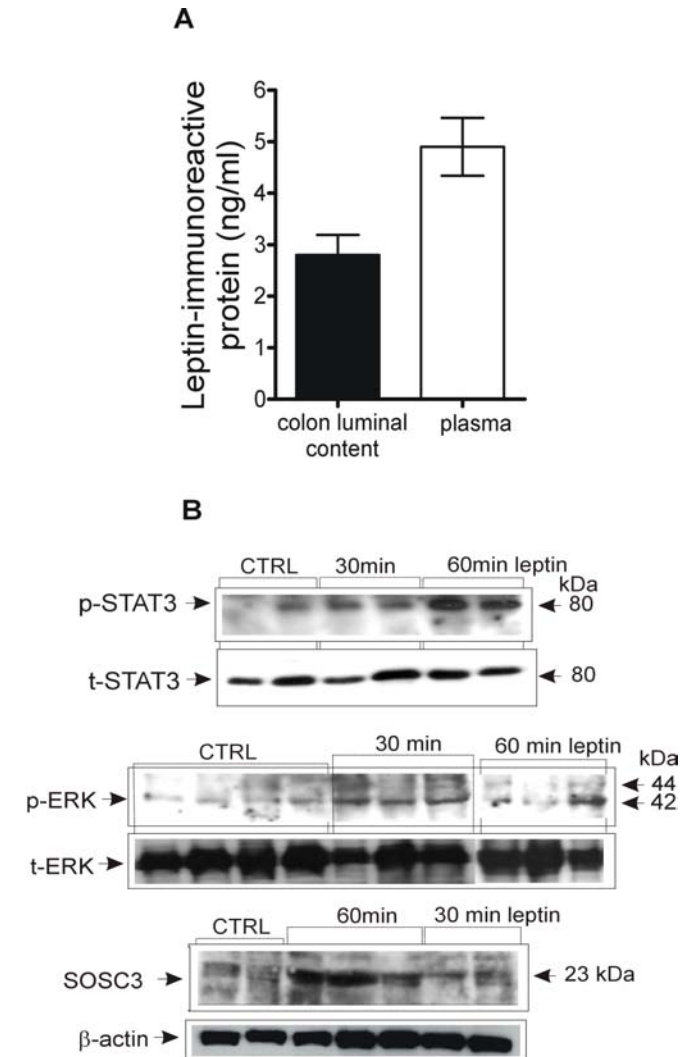 A
Leptin-immunoreactive
protein (ng/ml)
6
5
4
3
2
1
0
colon luminal
content
plasma
B
CTRL 30min 60min leptin
kDa
p-STAT3 80
t-STAT3 80
CTRL 30 min 60 min leptin
kDa
p-ERK 44
42
t-ERK
CTRL 60min 30 min leptin
SOSC3 23 kDa
β-actin